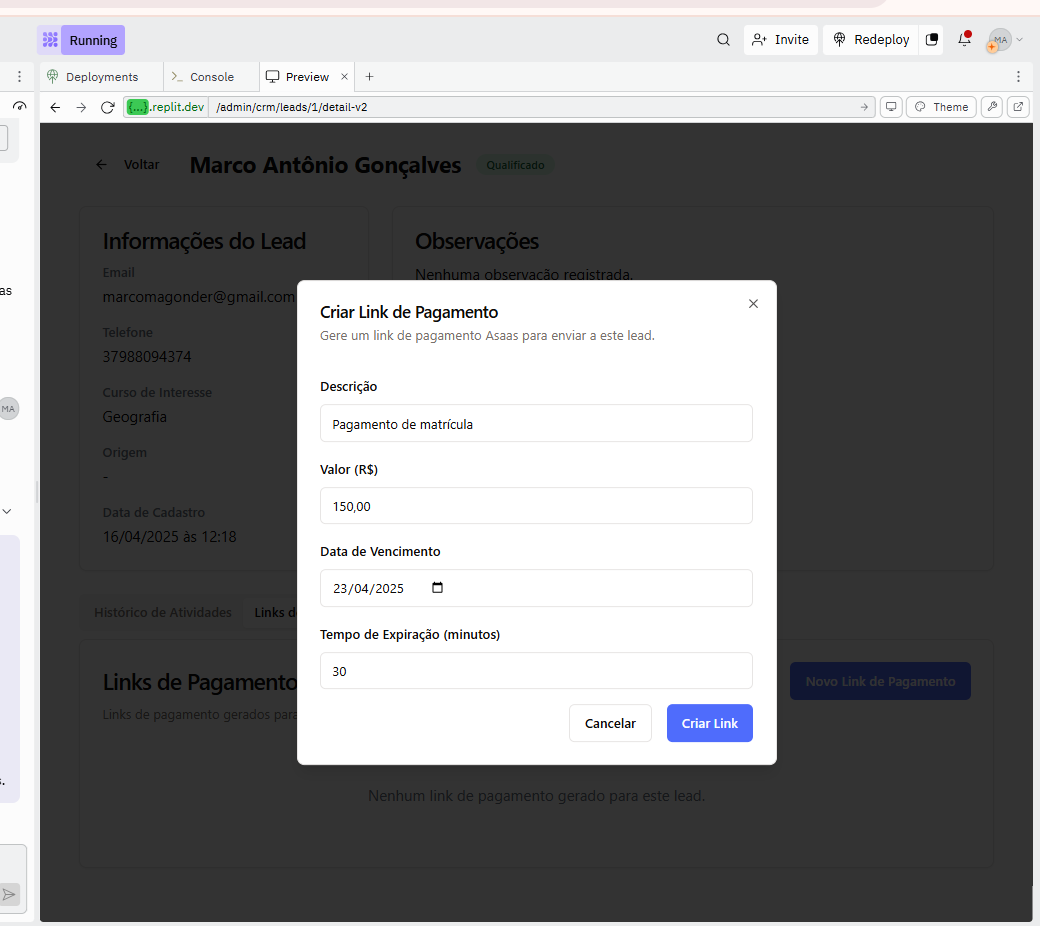 Running
Invite
Redeploy
MA
Deployments
Console
Preview
{...}.replit.dev
/admin/crm/leads/1/detail-v2
Theme
Voltar
Marco Antônio Gonçalves
Qualificado
Informações do Lead
Email
marcomagonder@gmail.com
Telefone
37988094374
Curso de Interesse
Geografia
Origem
-
Data de Cadastro
16/04/2025 às 12:18
Observações
Nenhuma observação registrada.
as
MA
s.
Criar Link de Pagamento
Gere um link de pagamento Asaas para enviar a este lead.
Descrição
Pagamento de matrícula
Valor (R$)
150,00
Data de Vencimento
23/04/2025
Tempo de Expiração (minutos)
30
Cancelar
Criar Link
Histórico de Atividades
Links d
Links de Pagamento
Links de pagamento gerados para
Novo Link de Pagamento
Nenhum link de pagamento gerado para este lead.